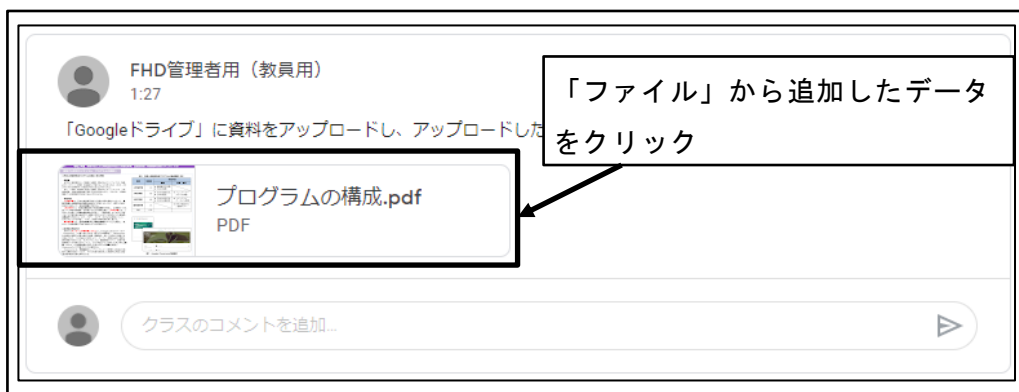 FHD管理者用（教員用）
1:27
「ファイル」から追加したデータ
をクリック
「Googleドライブ」に資料をアップロードし、アップロードした
プログラムの構成.pdf
PDF
クラスのコメントを追加...